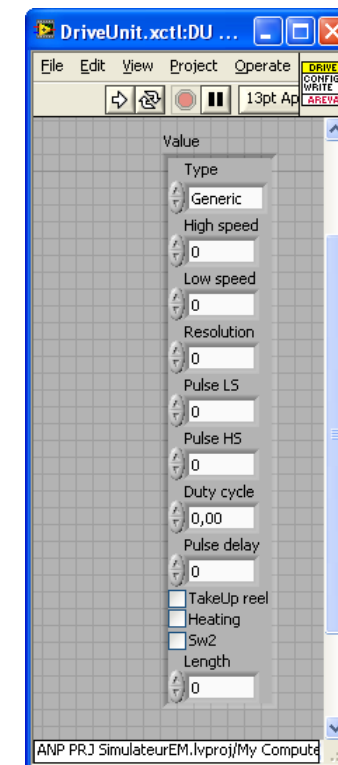 DriveUnit.xctl:DU ...
File Edit View Project Operate
DRIVE
CONFIG
WRITE
AREVA
13pt Ap
Value
Type
Generic
High speed
0
Low speed
0
Resolution
0
Pulse LS
0
Pulse HS
0
Duty cycle
0,00
Pulse delay
0
TakeUp reel
Heating
Sw2
Length
0
ANP PRJ SimulateurEM.lvproj/My Compute